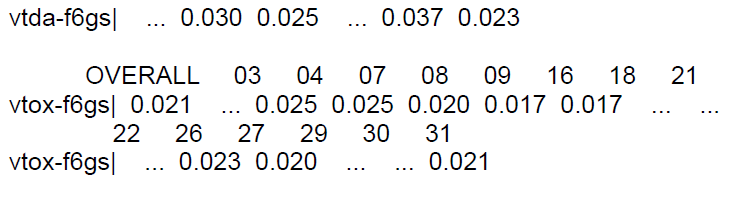 vtda-f6gs| ... 0.030 0.025 ... 0.037 0.023
OVERALL 03 04 07 08 09 16 18 21
vtox-f6gs| 0.021 ... 0.025 0.025 0.020 0.017 0.017 ... ...
22 26 27 29 30 31
vtox-f6gs| ... 0.023 0.020 ... ... 0.021